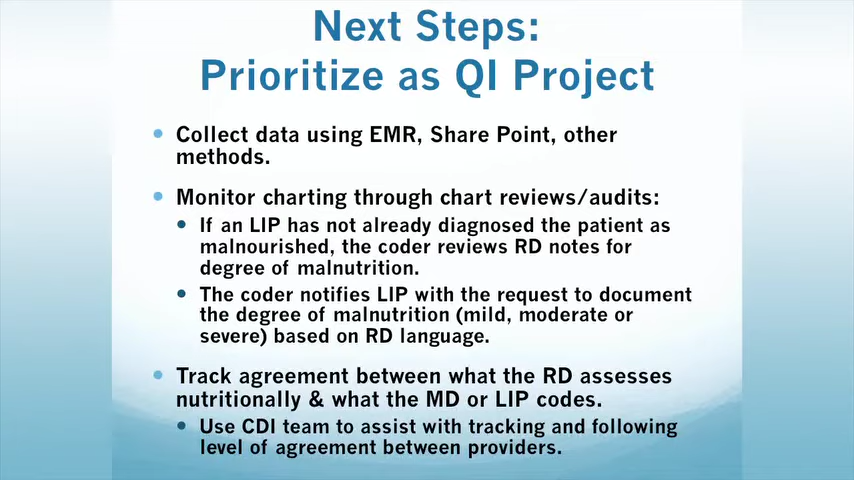 Next Steps:
Prioritize as QI Project
• Collect data using EMR, Share Point, other
methods.
• Monitor charting through chart reviews/audits:
• If an LIP has not already diagnosed the patient as
malnourished, the coder reviews RD notes for
degree of malnutrition.
• The coder notifies LIP with the request to document
the degree of malnutrition (mild, moderate or
severe) based on RD language.
• Track agreement between what the RD assesses
nutritionally & what the MD or LIP codes.
• Use CDI team to assist with tracking and following
level of agreement between providers.